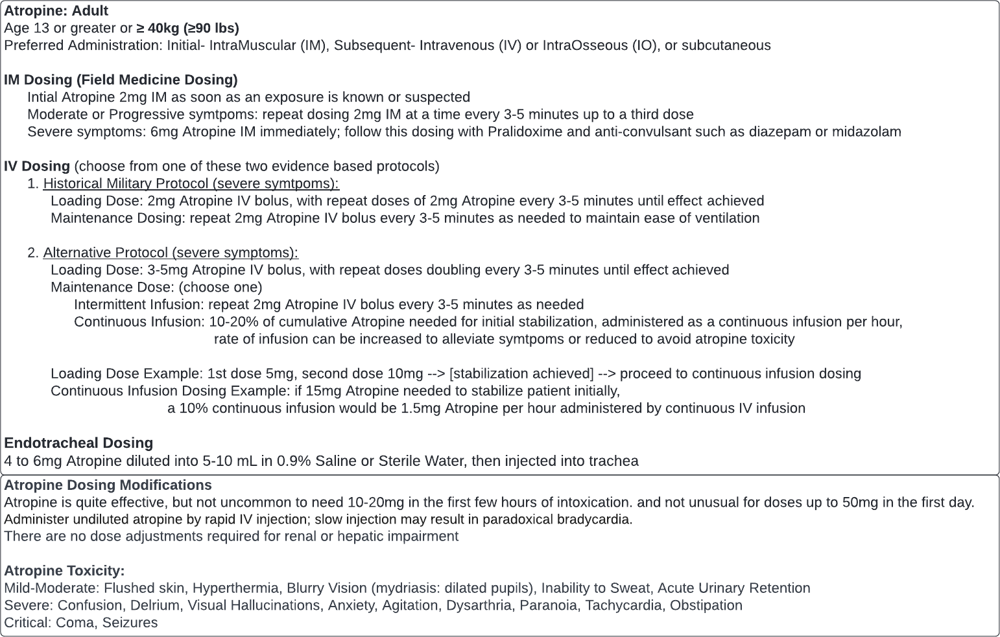 Atropine: Adult
Age 13 or greater or ≥ 40kg (≥90 lbs)
Preferred Administration: Initial- IntraMuscular (IM), Subsequent- Intravenous (IV) or IntraOsseous (IO), or subcutaneous
IM Dosing (Field Medicine Dosing)
Intial Atropine 2mg IM as soon as an exposure is known or suspected
Moderate or Progressive symtpoms: repeat dosing 2mg IM at a time every 3-5 minutes up to a third dose
Severe symptoms: 6mg Atropine IM immediately; follow this dosing with Pralidoxime and anti-convulsant such as diazepam or midazolam
IV Dosing (choose from one of these two evidence based protocols)
1. Historical Military Protocol (severe symtpoms):
Loading Dose: 2mg Atropine IV bolus, with repeat doses of 2mg Atropine every 3-5 minutes until effect achieved
Maintenance Dosing: repeat 2mg Atropine IV bolus every 3-5 minutes as needed to maintain ease of ventilation
2. Alternative Protocol (severe symptoms):
Loading Dose: 3-5mg Atropine IV bolus, with repeat doses doubling every 3-5 minutes until effect achieved
Maintenance Dose: (choose one)
Intermittent Infusion: repeat 2mg Atropine IV bolus every 3-5 minutes as needed
Continuous Infusion: 10-20% of cumulative Atropine needed for initial stabilization, administered as a continuous infusion per hour,
rate of infusion can be increased to alleviate symtpoms or reduced to avoid atropine toxicity
Loading Dose Example: 1st dose 5mg, second dose 10mg --> [stabilization achieved] --> proceed to continuous infusion dosing
Continuous Infusion Dosing Example: if 15mg Atropine needed to stabilize patient initially,
a 10% continuous infusion would be 1.5mg Atropine per hour administered by continuous IV infusion
Endotracheal Dosing
4 to 6mg Atropine diluted into 5-10 mL in 0.9% Saline or Sterile Water, then injected into trachea
Atropine Dosing Modifications
Atropine is quite effective, but not uncommon to need 10-20mg in the first few hours of intoxication. and not unusual for doses up to 50mg in the first day.
Administer undiluted atropine by rapid IV injection; slow injection may result in paradoxical bradycardia.
There are no dose adjustments required for renal or hepatic impairment
Atropine Toxicity:
Mild-Moderate: Flushed skin, Hyperthermia, Blurry Vision (mydriasis: dilated pupils), Inability to Sweat, Acute Urinary Retention
Severe: Confusion, Delrium, Visual Hallucinations, Anxiety, Agitation, Dysarthria, Paranoia, Tachycardia, Obstipation
Critical: Coma, Seizures